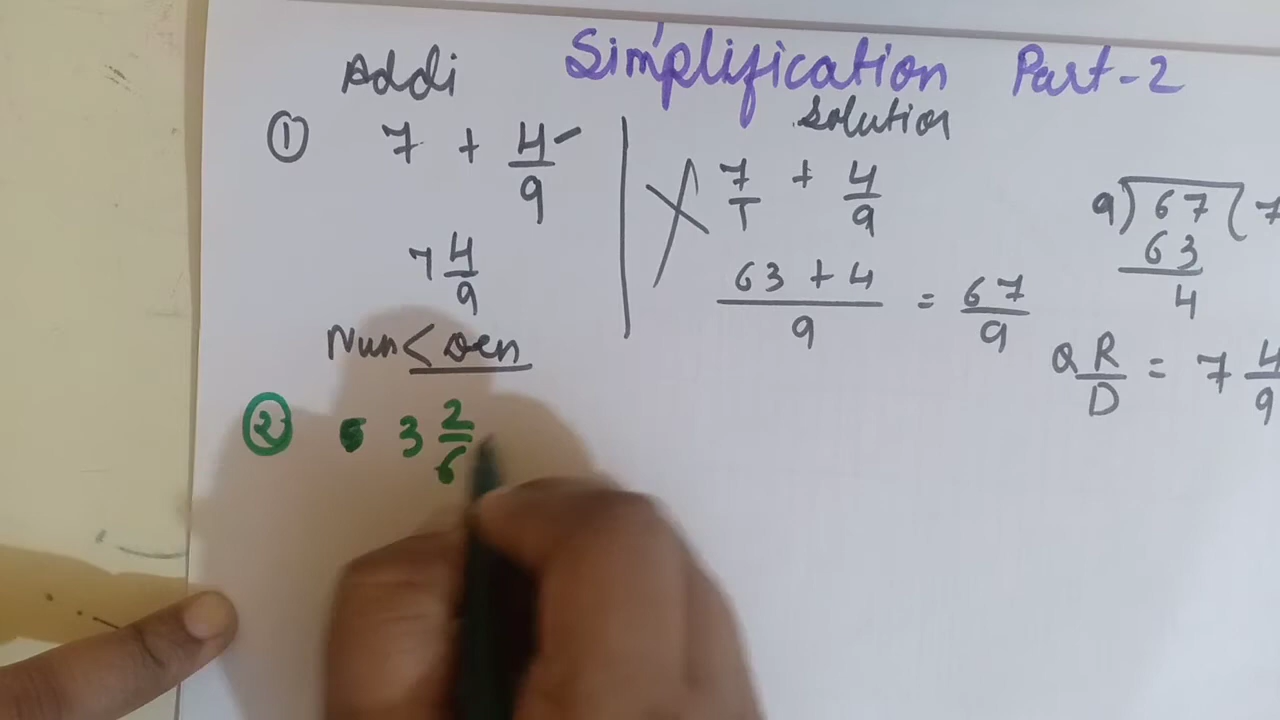 Simplification Part-2
Addi
Solution
① 7 + 4/9
7 4/9
Num < Den
7/1 + 4/9
63 + 4/9 = 67/9
9) 67 (7
63
4
Q R/D = 7 4/9
② 3 2/6